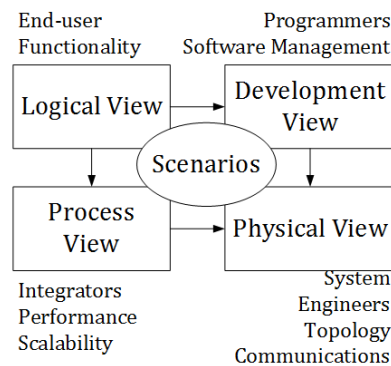 End-user
Functionality
Programmers
Software Management
Logical View
Development
View
Scenarios
Process
View
Physical View
Integrators
Performance
Scalability
System
Engineers
Topology
Communications